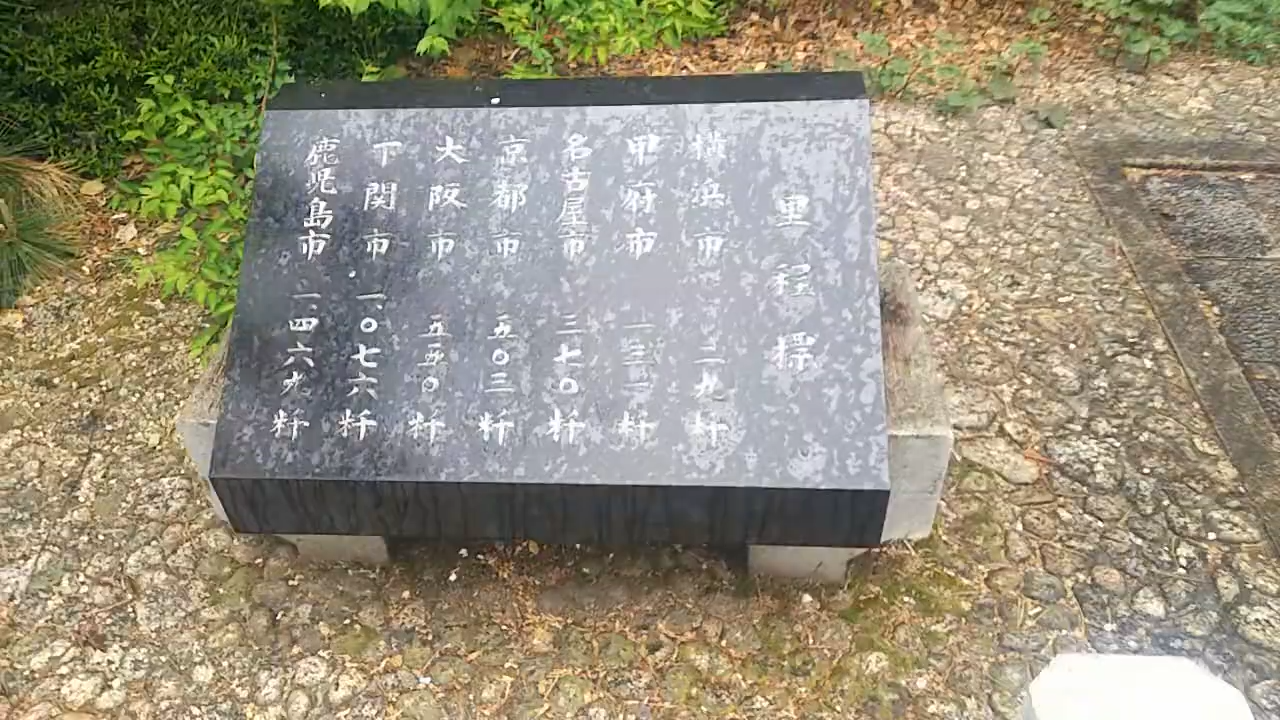 里程標
横浜市 二九粁
甲府市 一三一粁
名古屋市 三七〇粁
京都市 五〇三粁
大阪市 五五〇粁
下関市 一、〇七六粁
鹿児島市 一、四六九粁